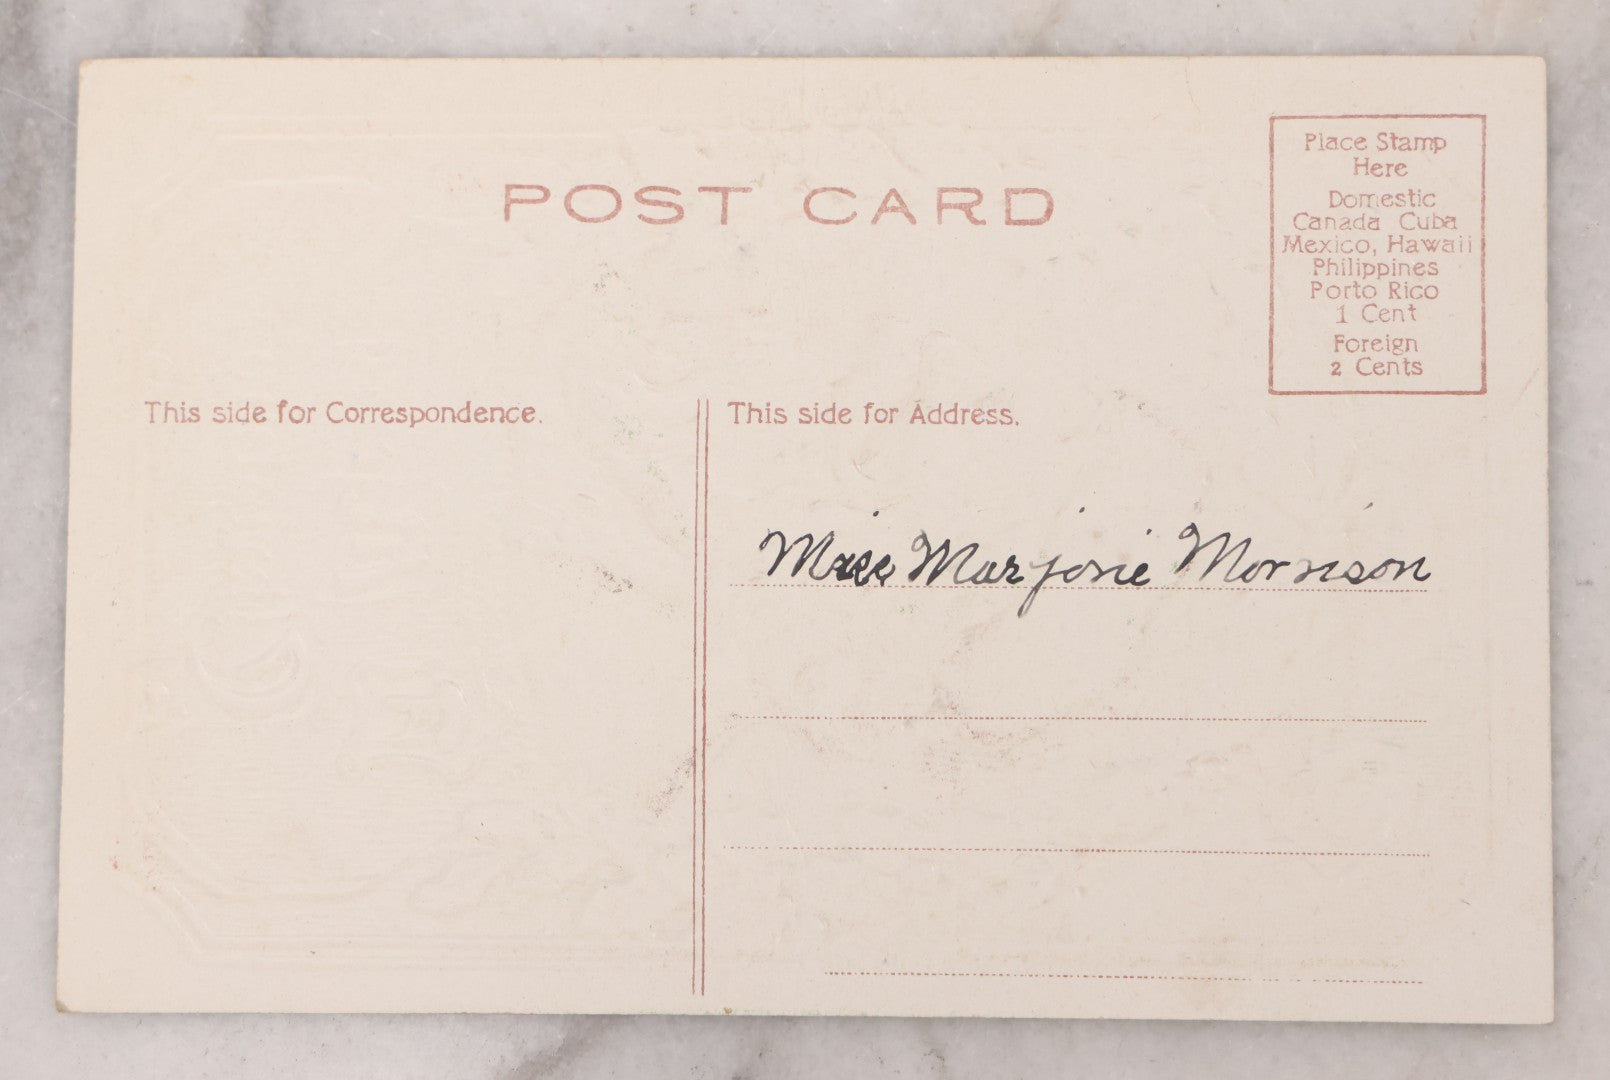 POST CARD
Place Stamp
Here
Domestic
Canada Cuba
Mexico, Hawaii
Philippines
Porto Rico
1 Cent
Foreign
2 Cents
This side for Correspondence.
This side for Address.
Miss Marjorie Morrison